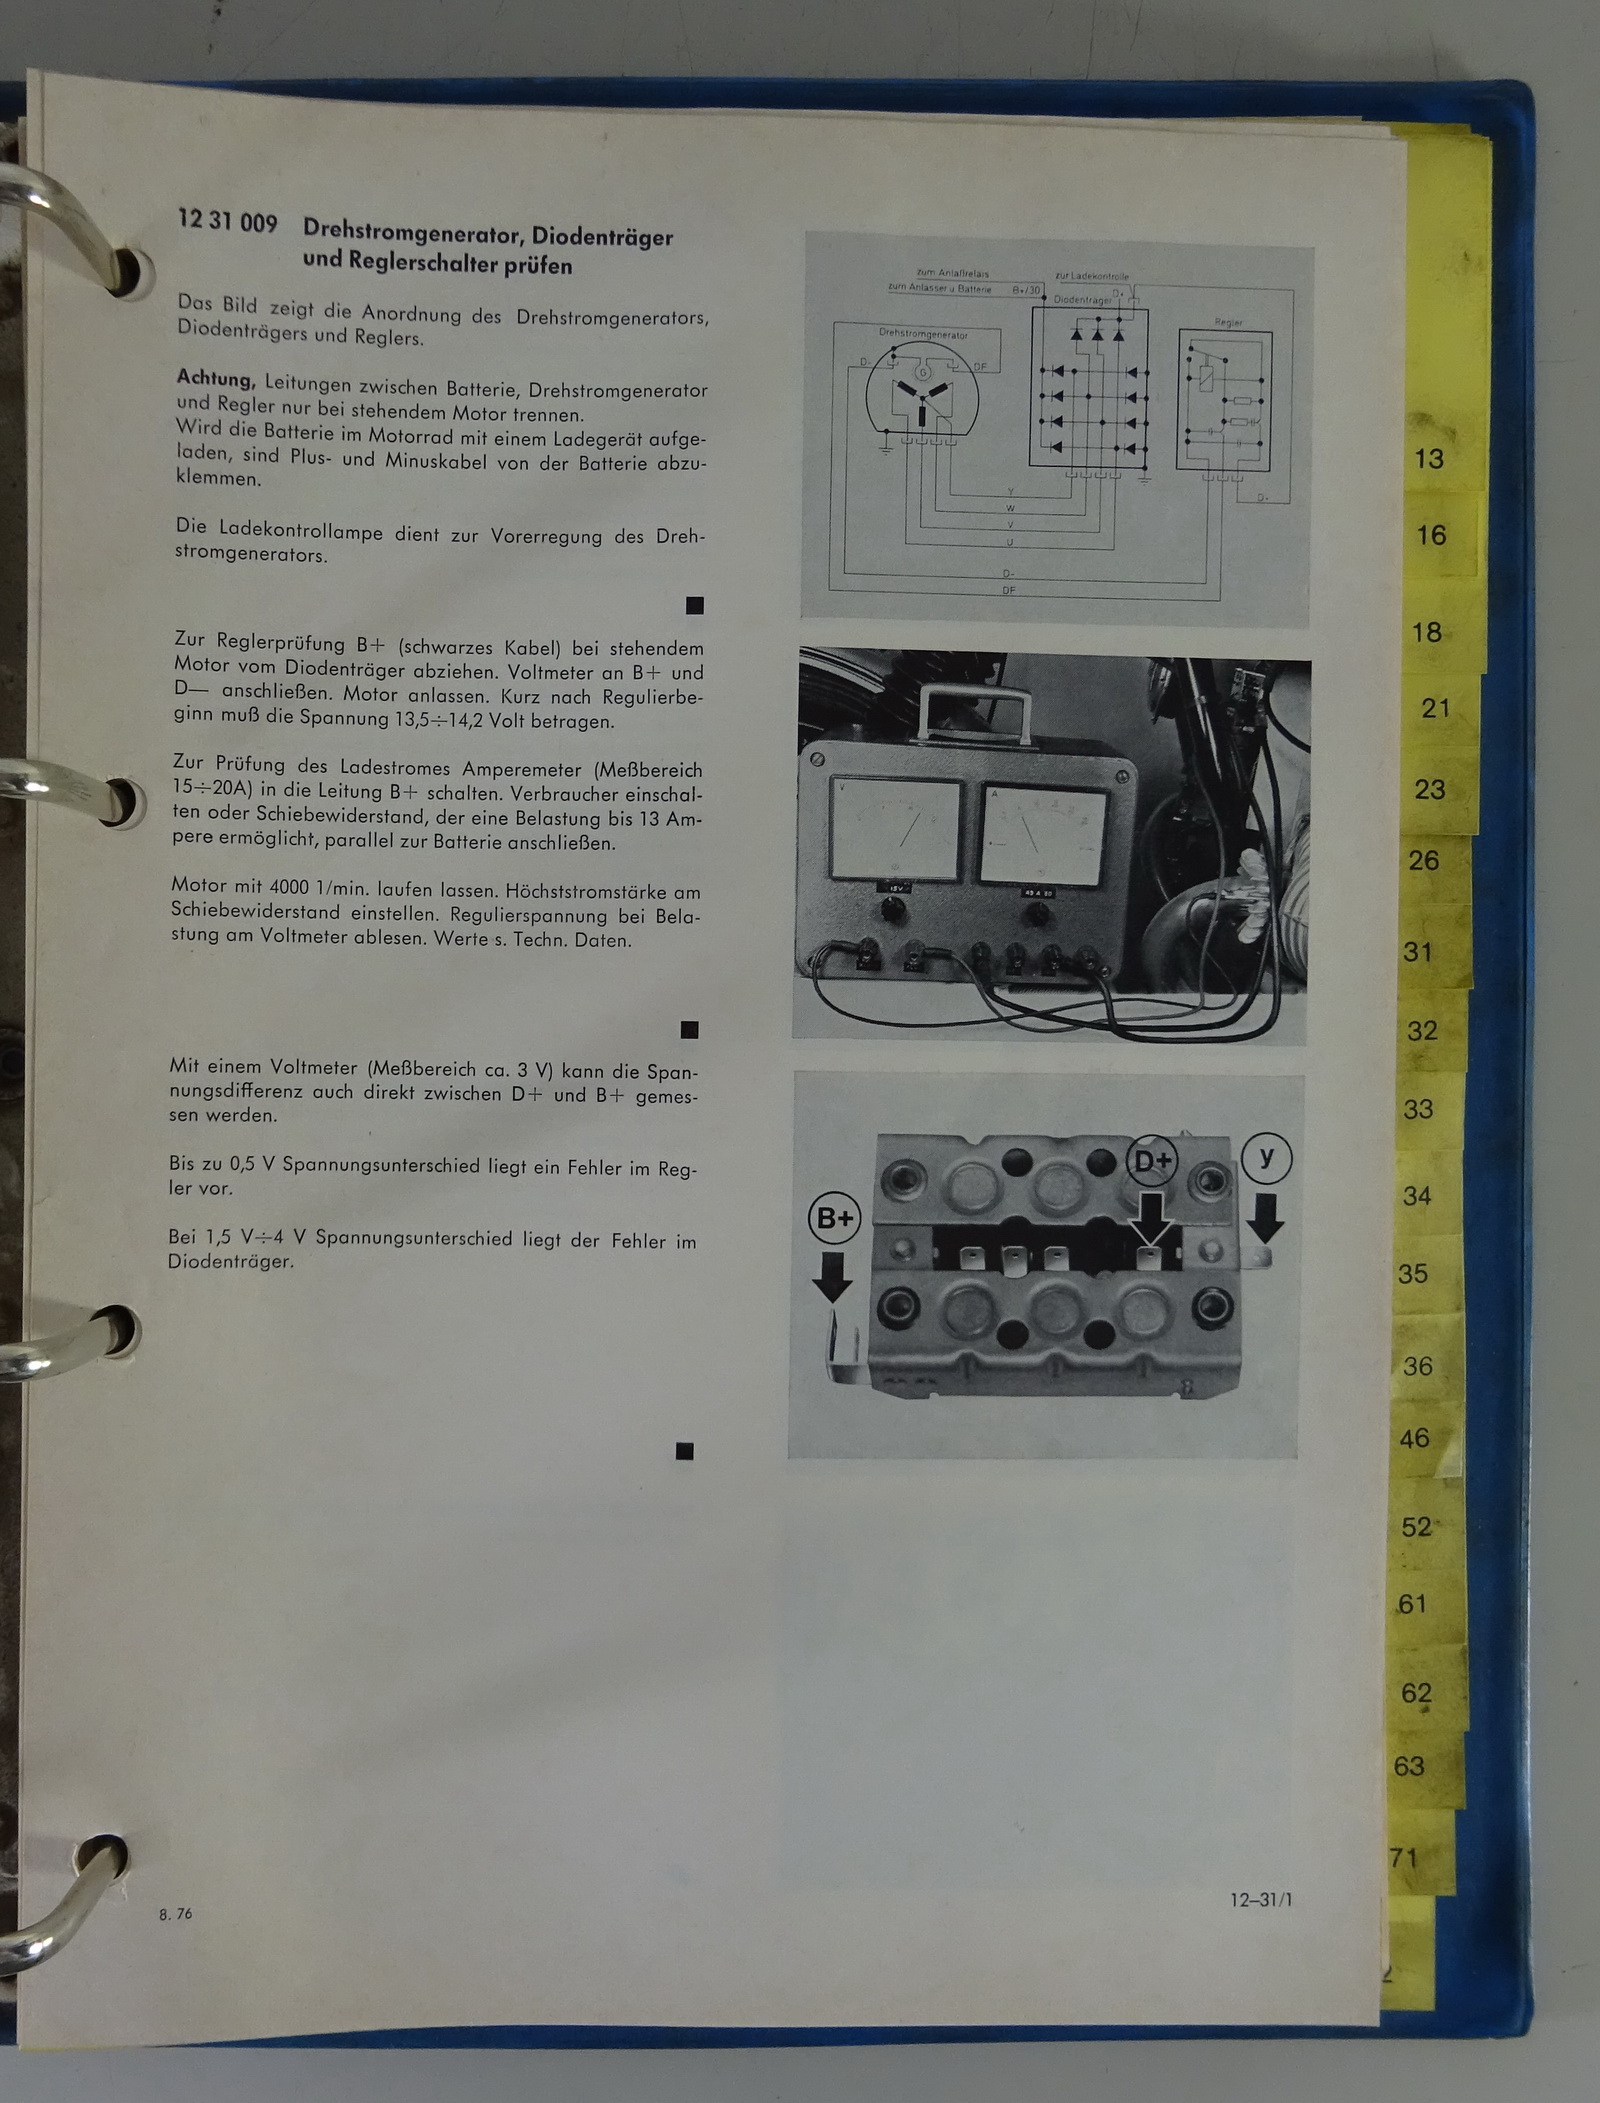 12 31 009 Drehstromgenerator, Diodenträger
und Reglerschalter prüfen
Das Bild zeigt die Anordnung des Drehstromgenerators,
Diodenträgers und Reglers.
Achtung, Leitungen zwischen Batterie, Drehstromgenerator
und Regler nur bei stehendem Motor trennen.
Wird die Batterie im Motorrad mit einem Ladegerät aufge-
laden, sind Plus- und Minuskabel von der Batterie abzu-
klemmen.
Die Ladekontrollampe dient zur Vorerregung des Dreh-
stromgenerators.
Zur Reglerprüfung B+ (schwarzes Kabel) bei stehendem
Motor vom Diodenträger abziehen. Voltmeter an B+ und
D— anschließen. Motor anlassen. Kurz nach Regulierbe-
ginn muß die Spannung 13,5÷14,2 Volt betragen.
Zur Prüfung des Ladestromes Amperemeter (Meßbereich
15÷20A) in die Leitung B+ schalten. Verbraucher einschal-
ten oder Schiebewiderstand, der eine Belastung bis 13 Am-
pere ermöglicht, parallel zur Batterie anschließen.
Motor mit 4000 1/min. laufen lassen. Höchststromstärke am
Schiebewiderstand einstellen. Regulierspannung bei Bela-
stung am Voltmeter ablesen. Werte s. Techn. Daten.
Mit einem Voltmeter (Meßbereich ca. 3 V) kann die Span-
nungsdifferenz auch direkt zwischen D+ und B+ gemes-
sen werden.
Bis zu 0,5 V Spannungsunterschied liegt ein Fehler im Reg-
ler vor.
Bei 1,5 V÷4 V Spannungsunterschied liegt der Fehler im
Diodenträger.
8. 76
zum Anlaßrelais
zum Anlasser u. Batterie B+/30
zur Ladekontrolle
D+
Diodenträger
Regler
Drehstromgenerator
D-
G
DF
Y
W
V
U
D+
D-
DF
V
A
15V
B+
D+
y
12–31/1
13
16
18
21
23
26
31
32
33
34
35
36
46
52
61
62
63
71